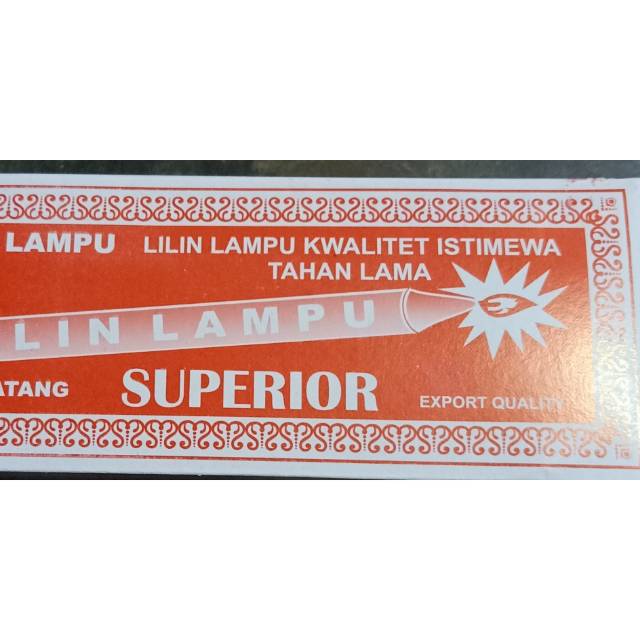 LAMPU
LILIN LAMPU KWALITET ISTIMEWA
TAHAN LAMA
LIN LAMPU
ATANG
SUPERIOR
EXPORT QUALITY